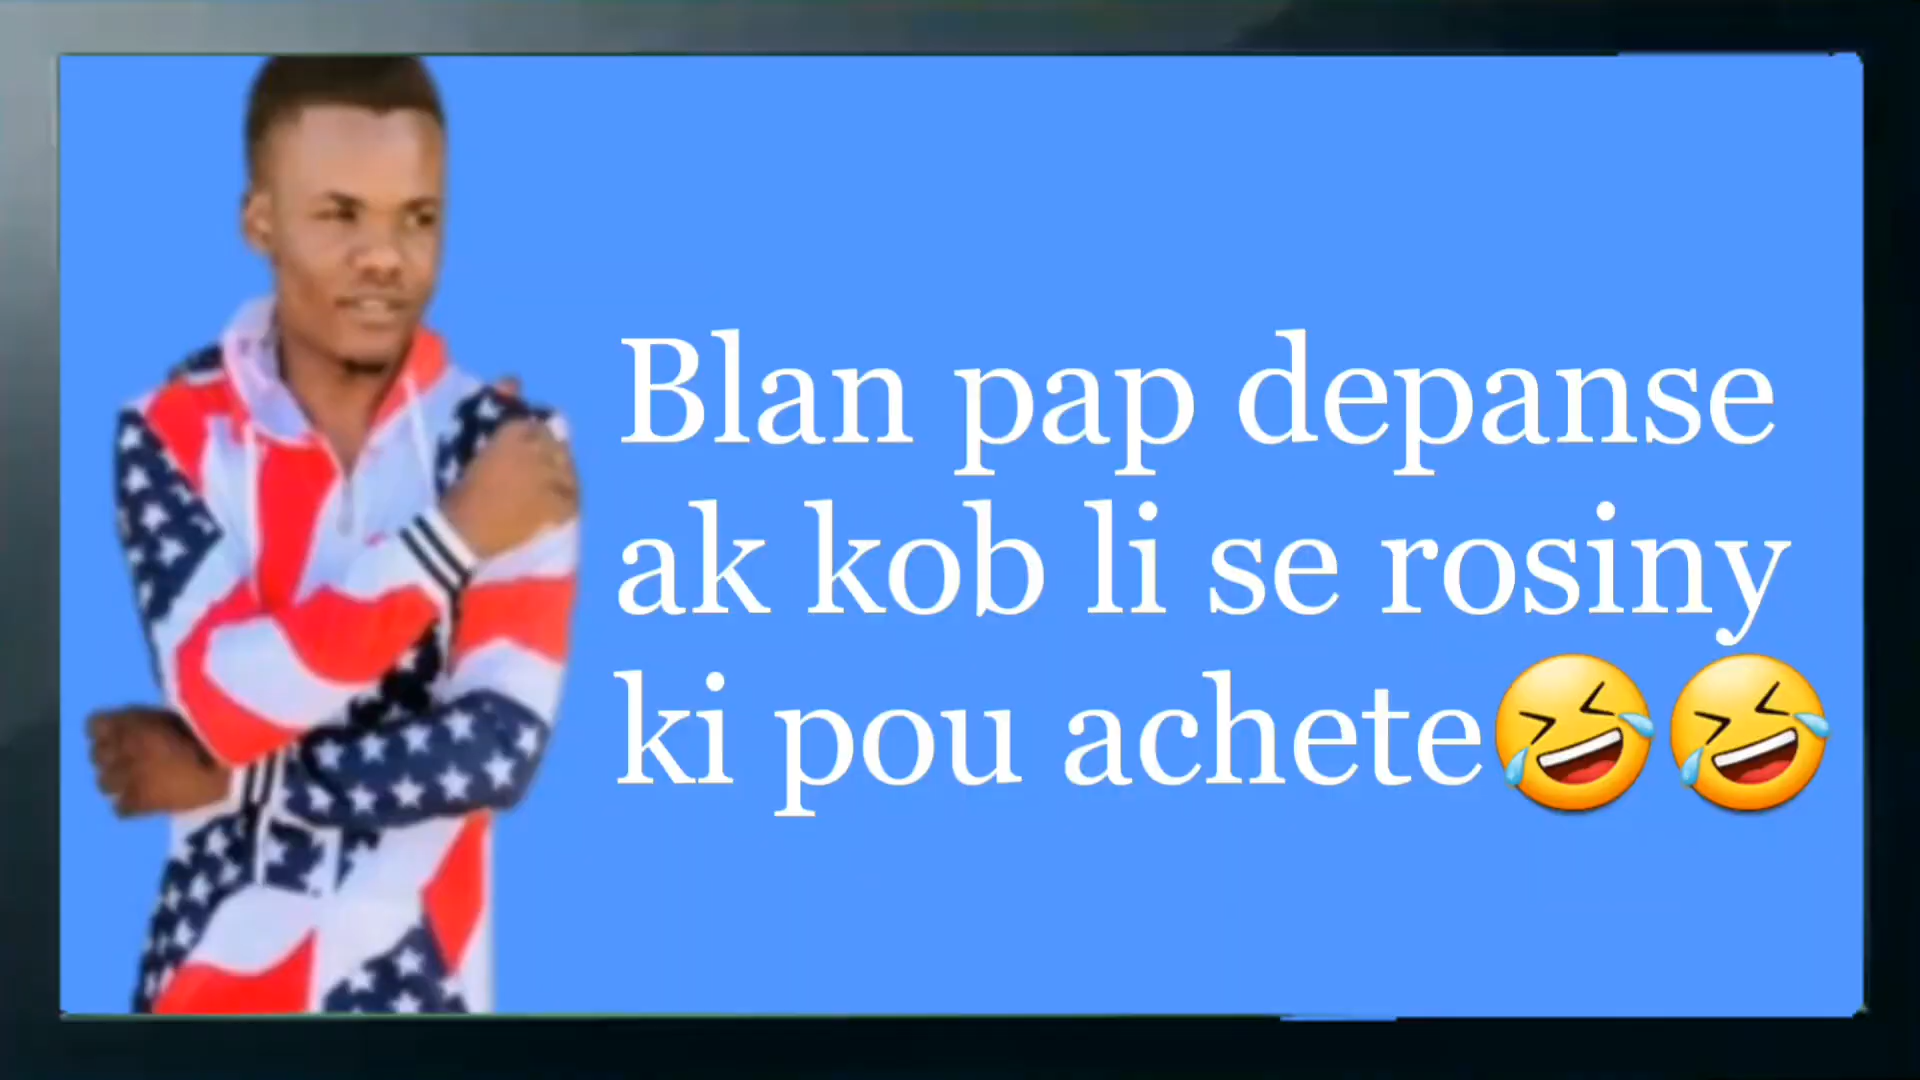 Blan pap depanse
ak kob li se rosiny
ki pou achete🤣🤣